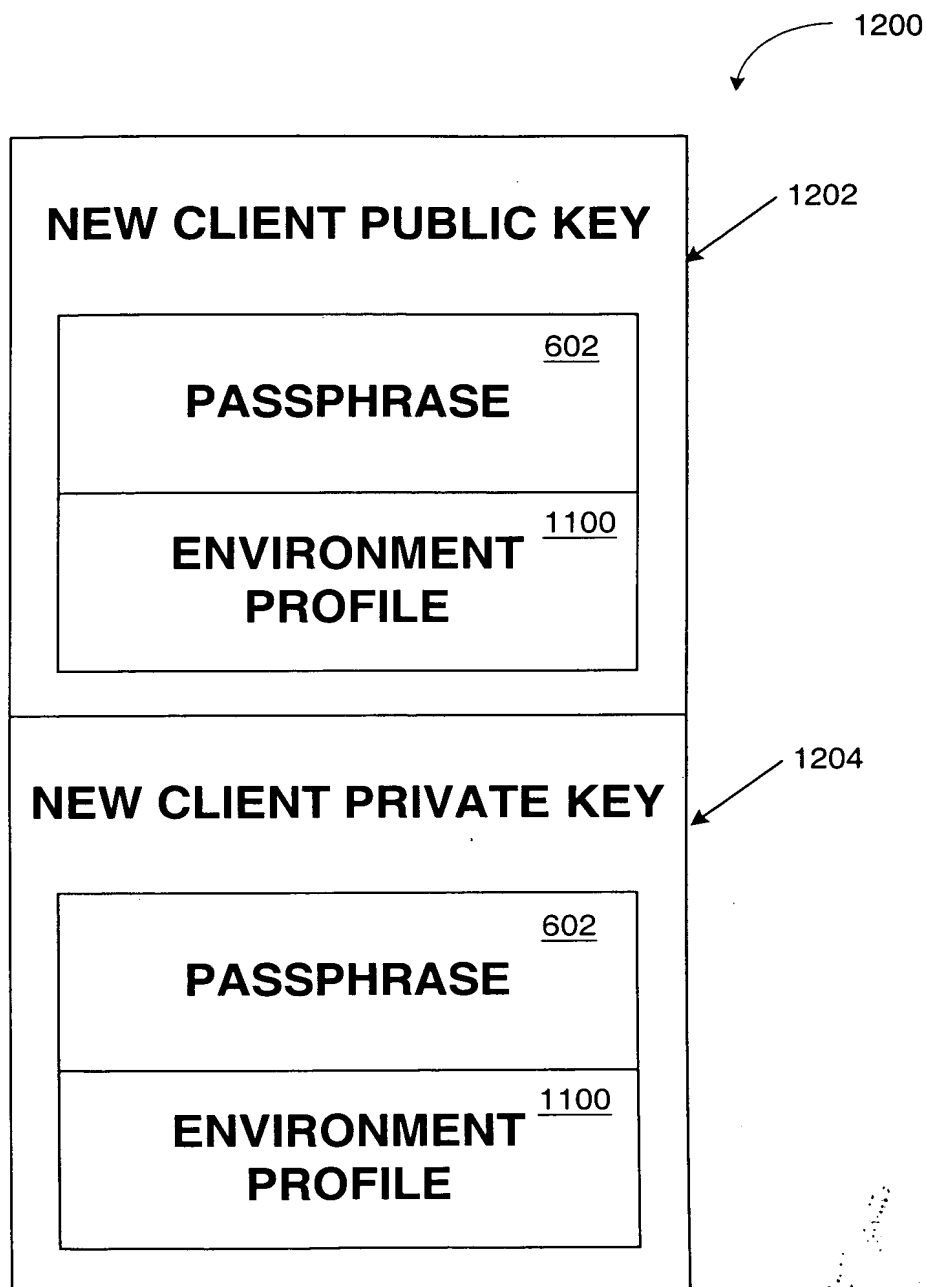 1200
1202
NEW CLIENT PUBLIC KEY
602
PASSPHRASE
1100
ENVIRONMENT
PROFILE
1204
NEW CLIENT PRIVATE KEY
602
PASSPHRASE
1100
ENVIRONMENT
PROFILE